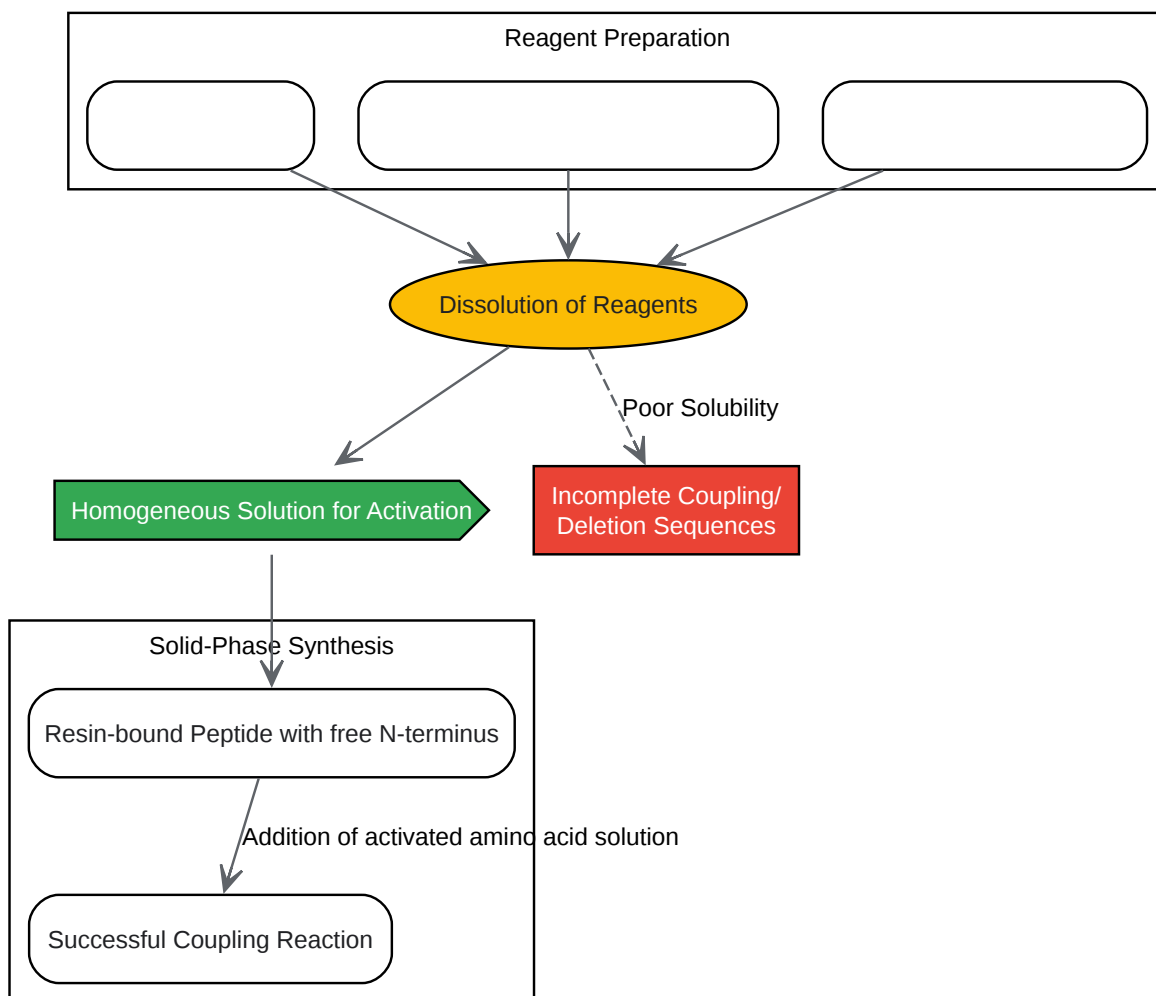 Reagent Preparation
Dissolution of Reagents
Poor Solubility
Homogeneous Solution for Activation
Incomplete Coupling/
Deletion Sequences
Solid-Phase Synthesis
Resin-bound Peptide with free N-terminus
Addition of activated amino acid solution
Successful Coupling Reaction